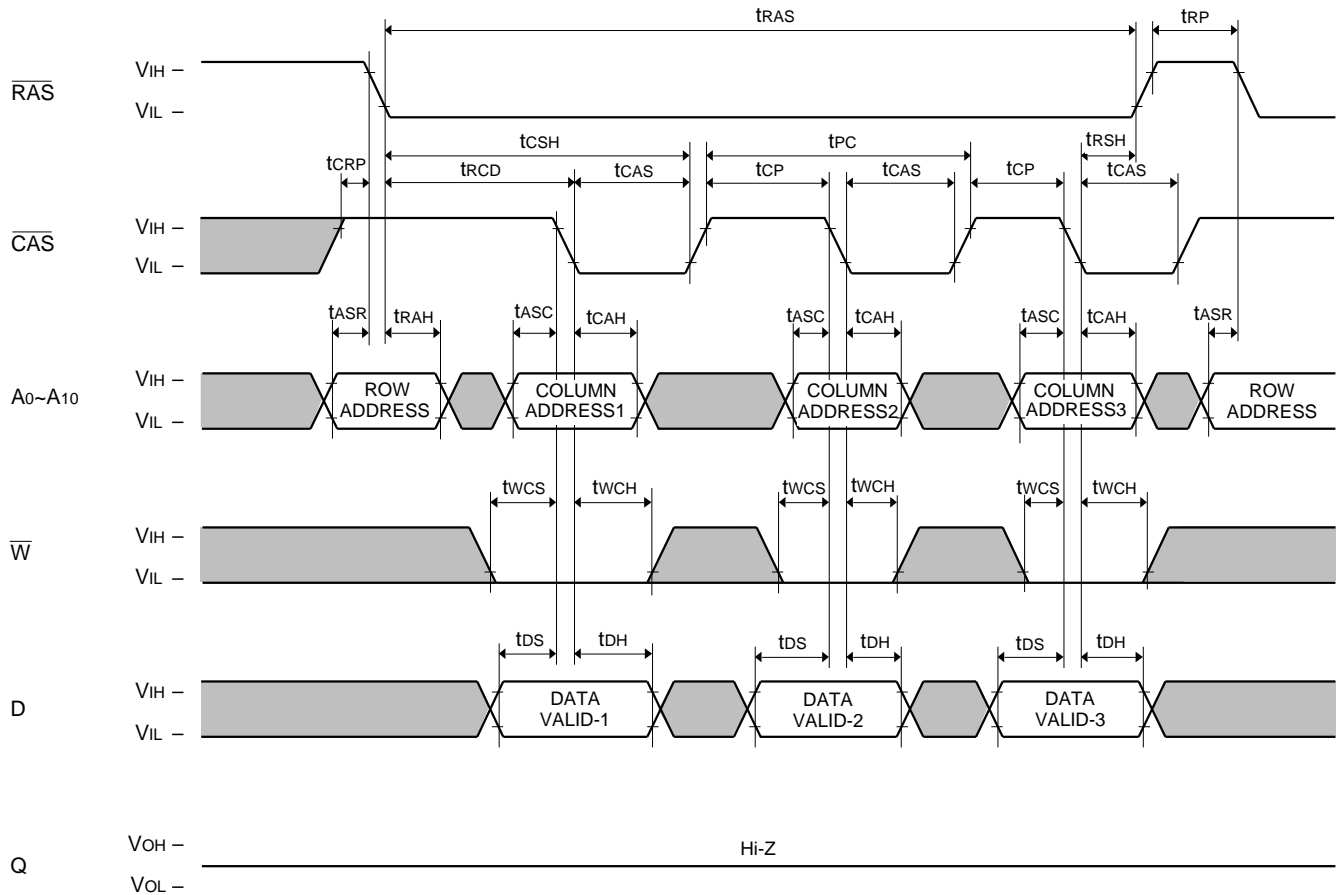 tRAS
tRP
RAS
VIH –
VIL –
tCSH
tPC
tRSH
tCRP
tRCD
tCAS
tCP
tCAS
tCP
tCAS
CAS
VIH –
VIL –
tASR
tRAH
tASC
tCAH
tASC
tCAH
tASC
tCAH
tASR
A0~A10
VIH –
VIL –
ROW
ADDRESS
COLUMN
ADDRESS1
COLUMN
ADDRESS2
COLUMN
ADDRESS3
ROW
ADDRESS
tWCS
tWCH
tWCS
tWCH
tWCS
tWCH
W
VIH –
VIL –
tDS
tDH
tDS
tDH
tDS
tDH
D
VIH –
VIL –
DATA
VALID-1
DATA
VALID-2
DATA
VALID-3
Q
VOH –
VOL –
Hi-Z